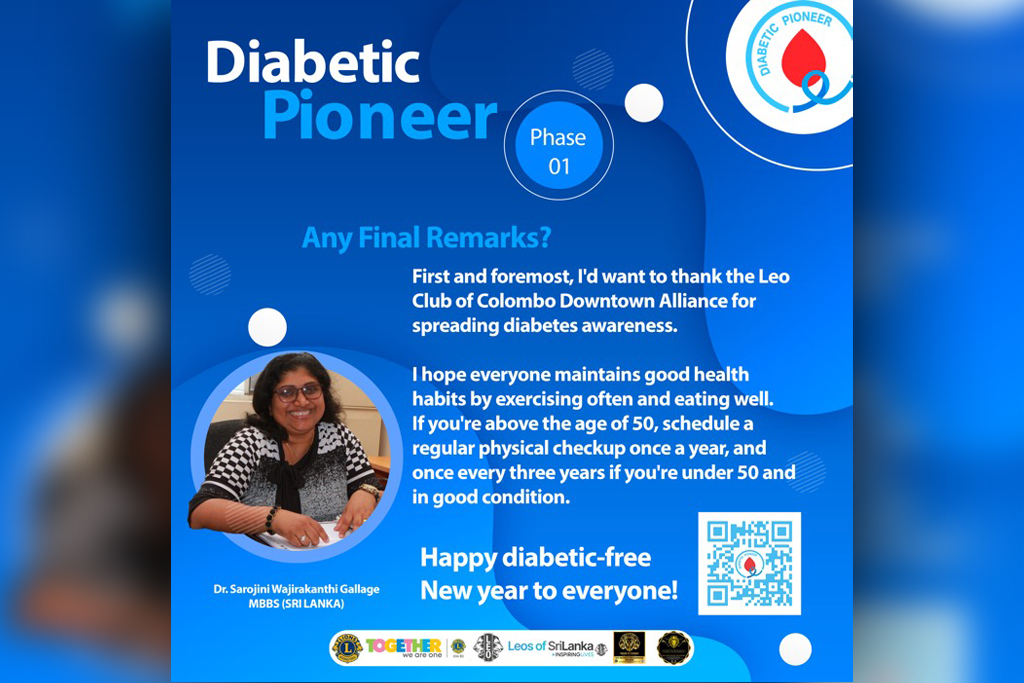 Diabetic
Pioneer
Phase
01
DIABETIC PIONEER
Any Final Remarks?
First and foremost, I'd want to thank the Leo
Club of Colombo Downtown Alliance for
spreading diabetes awareness.
I hope everyone maintains good health
habits by exercising often and eating well.
If you're above the age of 50, schedule a
regular physical checkup once a year, and
once every three years if you're under 50 and
in good condition.
Happy diabetic-free
New year to everyone!
Dr. Sarojini Wajirakanthi Gallage
MBBS (SRI LANKA)
LIONS
TOGETHER
we are one
LEO
Leos of SriLanka
INSPIRING LIVES